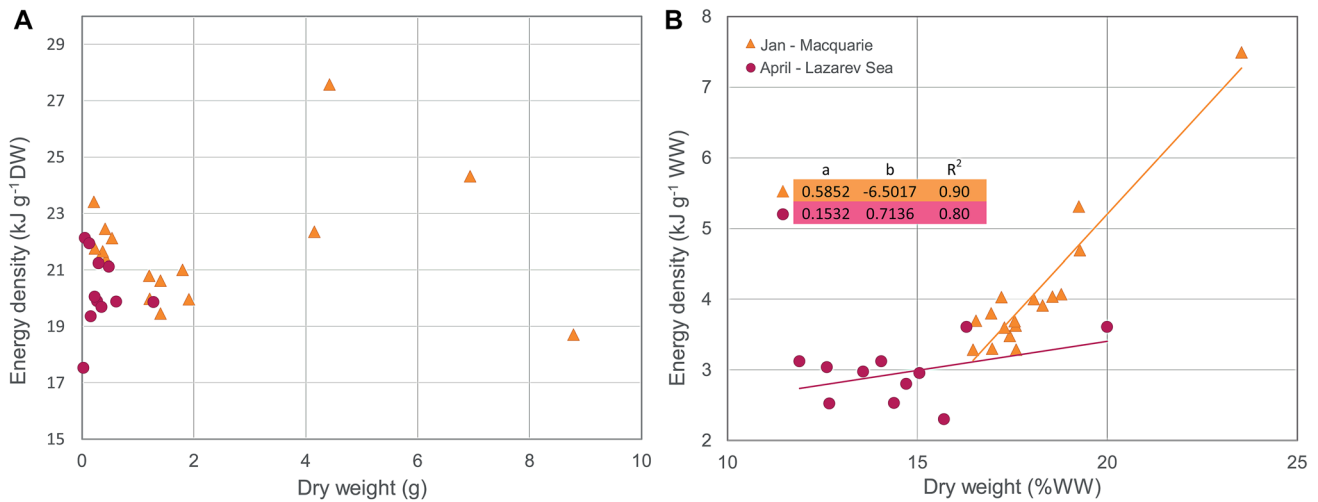 A
Energy density (kJ g-1 DW)
29
27
25
23
21
19
17
15
0 2 4 6 8 10
Dry weight (g)
B
Energy density (kJ g-1 WW)
8
7
6
5
4
3
2
Jan - Macquarie
April - Lazarev Sea
a b R2
0.5852 -6.5017 0.90
0.1532 0.7136 0.80
10 15 20 25
Dry weight (%WW)